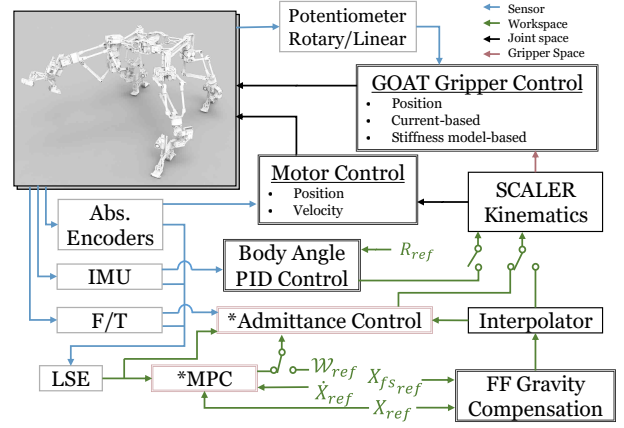 Potentiometer
Rotary/Linear
Sensor
Workspace
Joint space
Gripper Space
GOAT Gripper Control
• Position
• Current-based
• Stiffness model-based
Motor Control
• Position
• Velocity
SCALER
Kinematics
Abs.
Encoders
Body Angle
PID Control
R_ref
IMU
F/T
*Admittance Control
Interpolator
LSE
*MPC
𝒲_ref
X_fs_ref
Ẋ_ref
X_ref
FF Gravity
Compensation